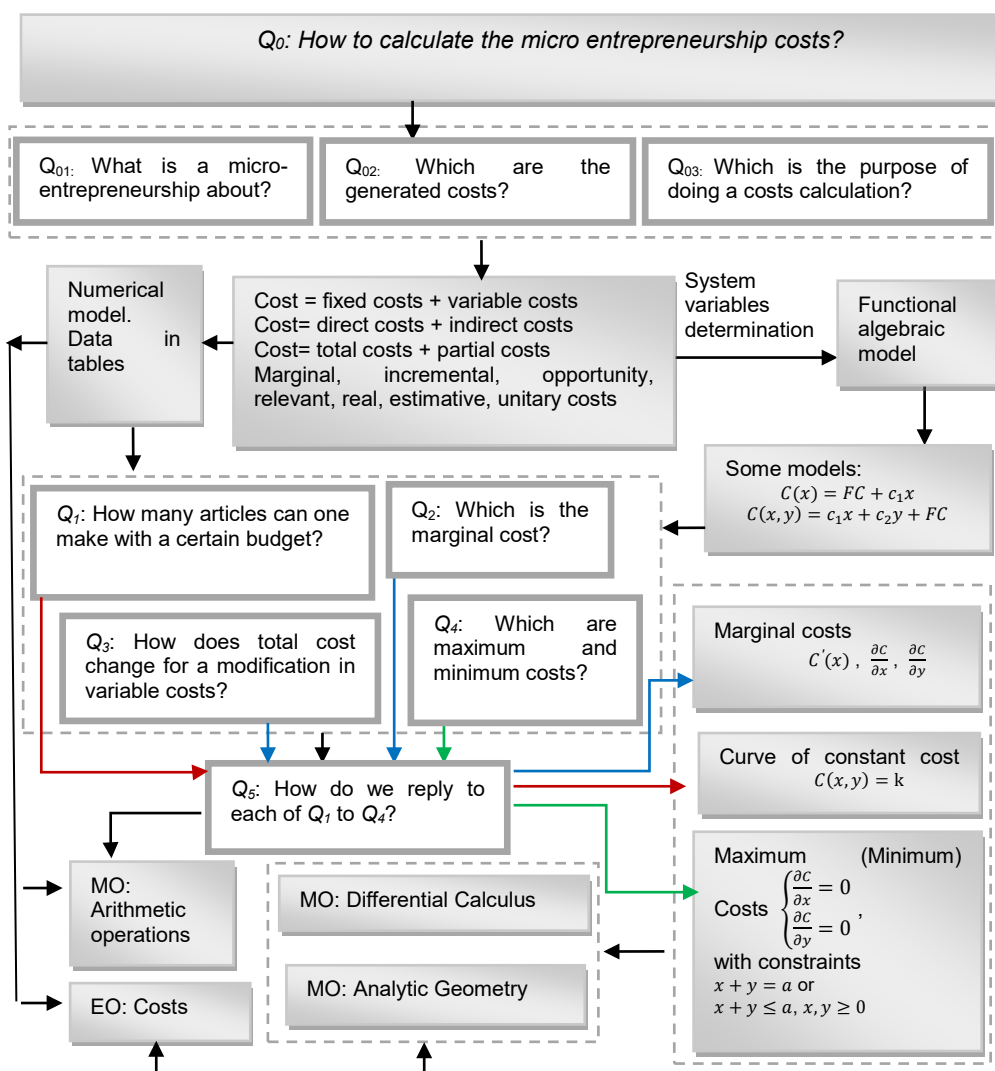 Q0: How to calculate the micro entrepreneurship costs?
Q01: What is a micro-
entrepreneurship about?
Q02: Which are the
generated costs?
Q03: Which is the purpose of
doing a costs calculation?
Numerical
model.
Data in
tables
Cost = fixed costs + variable costs
Cost= direct costs + indirect costs
Cost= total costs + partial costs
Marginal, incremental, opportunity,
relevant, real, estimative, unitary costs
System
variables
determination
Functional
algebraic
model
Some models:
C(x) = FC + c₁x
C(x, y) = c₁x + c₂y + FC
Q1: How many articles can one
make with a certain budget?
Q2: Which is the
marginal cost?
Q3: How does total cost
change for a modification in
variable costs?
Q4: Which are
maximum and
minimum costs?
Marginal costs
C'(x) , ∂C/∂x , ∂C/∂y
Curve of constant cost
C(x, y) = k
Q5: How do we reply to
each of Q1 to Q4?
Maximum (Minimum)
Costs { ∂C/∂x = 0
∂C/∂y = 0 ,
with constraints
x + y = a or
x + y ≤ a, x, y ≥ 0
MO:
Arithmetic
operations
MO: Differential Calculus
MO: Analytic Geometry
EO: Costs